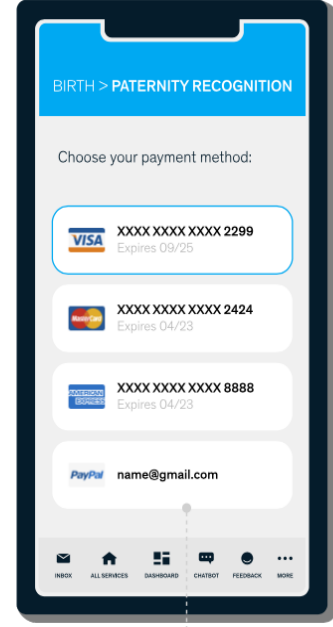 BIRTH > PATERNITY RECOGNITION
Choose your payment method:
VISA
XXXX XXXX XXXX 2299
Expires 09/25
MasterCard
XXXX XXXX XXXX 2424
Expires 04/23
AMERICAN EXPRESS
XXXX XXXX XXXX 8888
Expires 04/23
PayPal
name@gmail.com
INBOX ALL SERVICES DASHBOARD CHATBOT FEEDBACK MORE